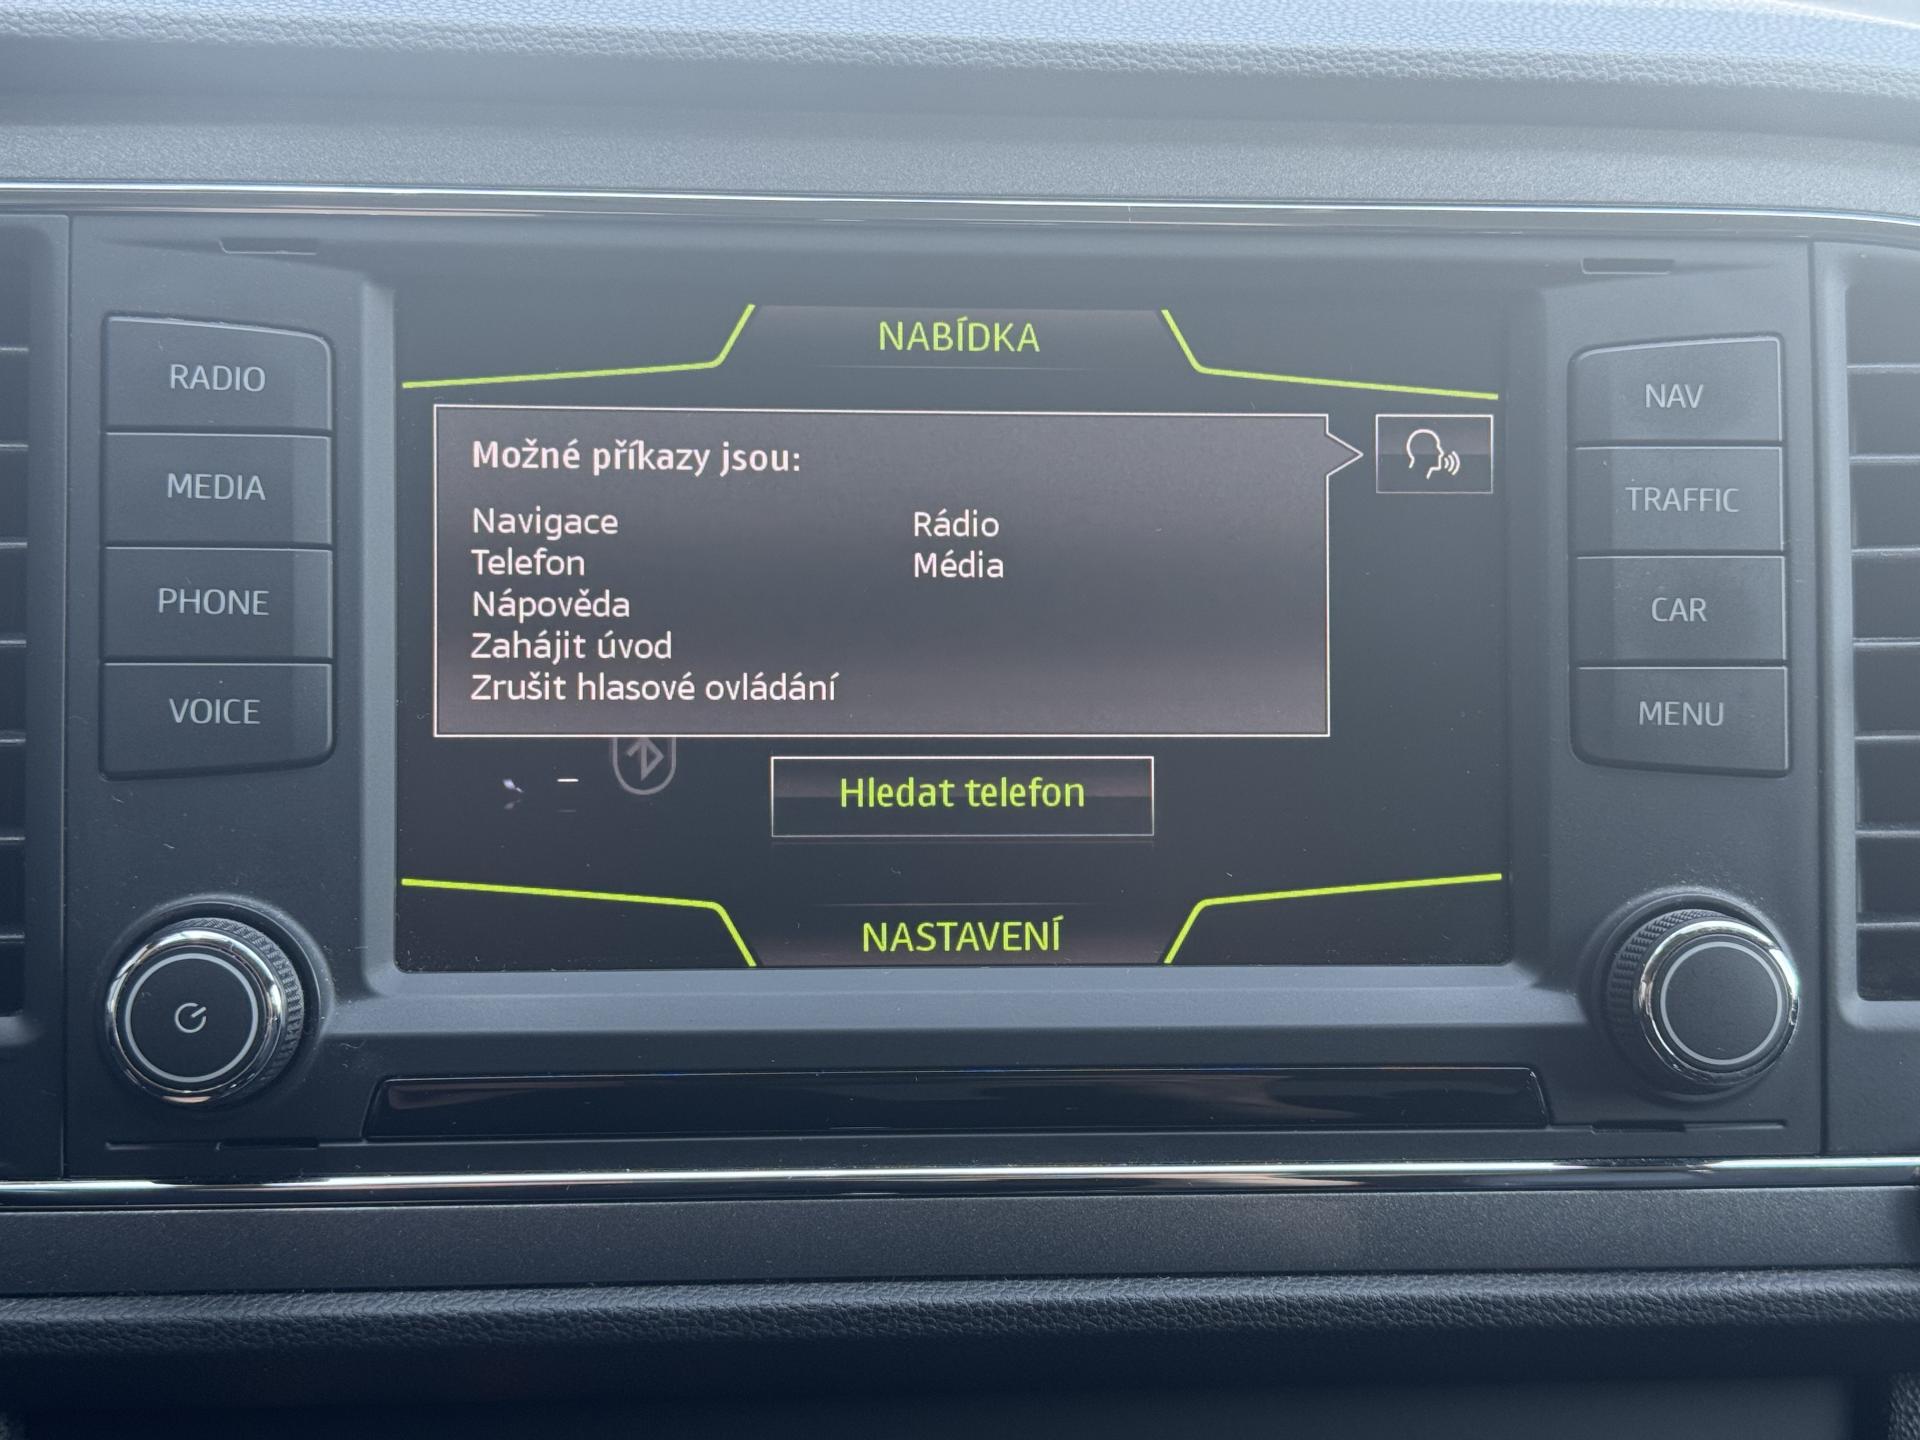 NABÍDKA
RADIO
MEDIA
PHONE
VOICE
Možné příkazy jsou:
Navigace
Telefon
Nápověda
Zahájit úvod
Zrušit hlasové ovládání
Rádio
Média
Hledat telefon
NASTAVENÍ
NAV
TRAFFIC
CAR
MENU